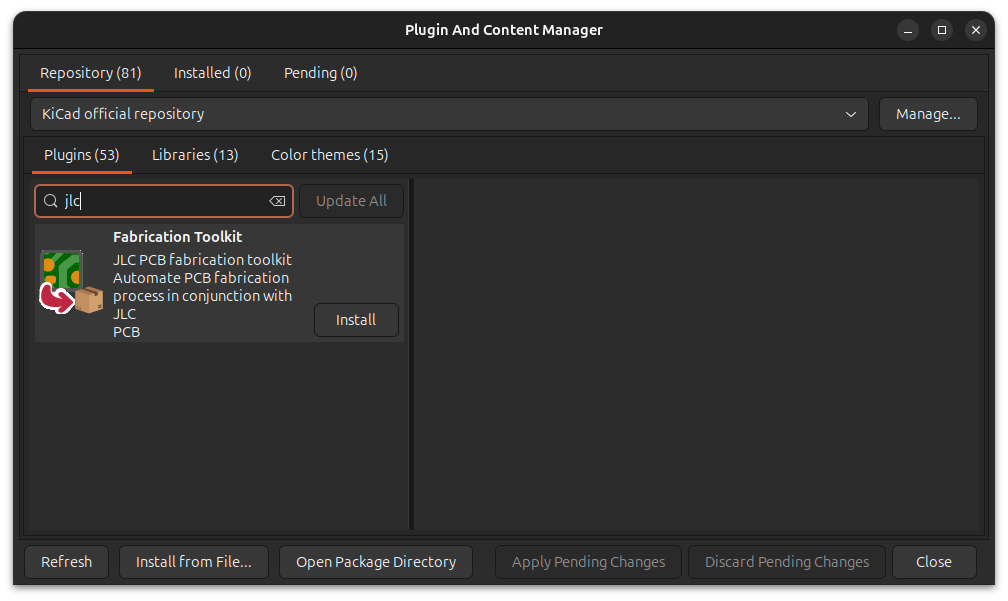 Plugin And Content Manager
Repository (81) Installed (0) Pending (0)
KiCad official repository Manage...
Plugins (53) Libraries (13) Color themes (15)
jlc Update All
Fabrication Toolkit
JLC PCB fabrication toolkit
Automate PCB fabrication
process in conjunction with
JLC
PCB
Install
Refresh Install from File... Open Package Directory Apply Pending Changes Discard Pending Changes Close